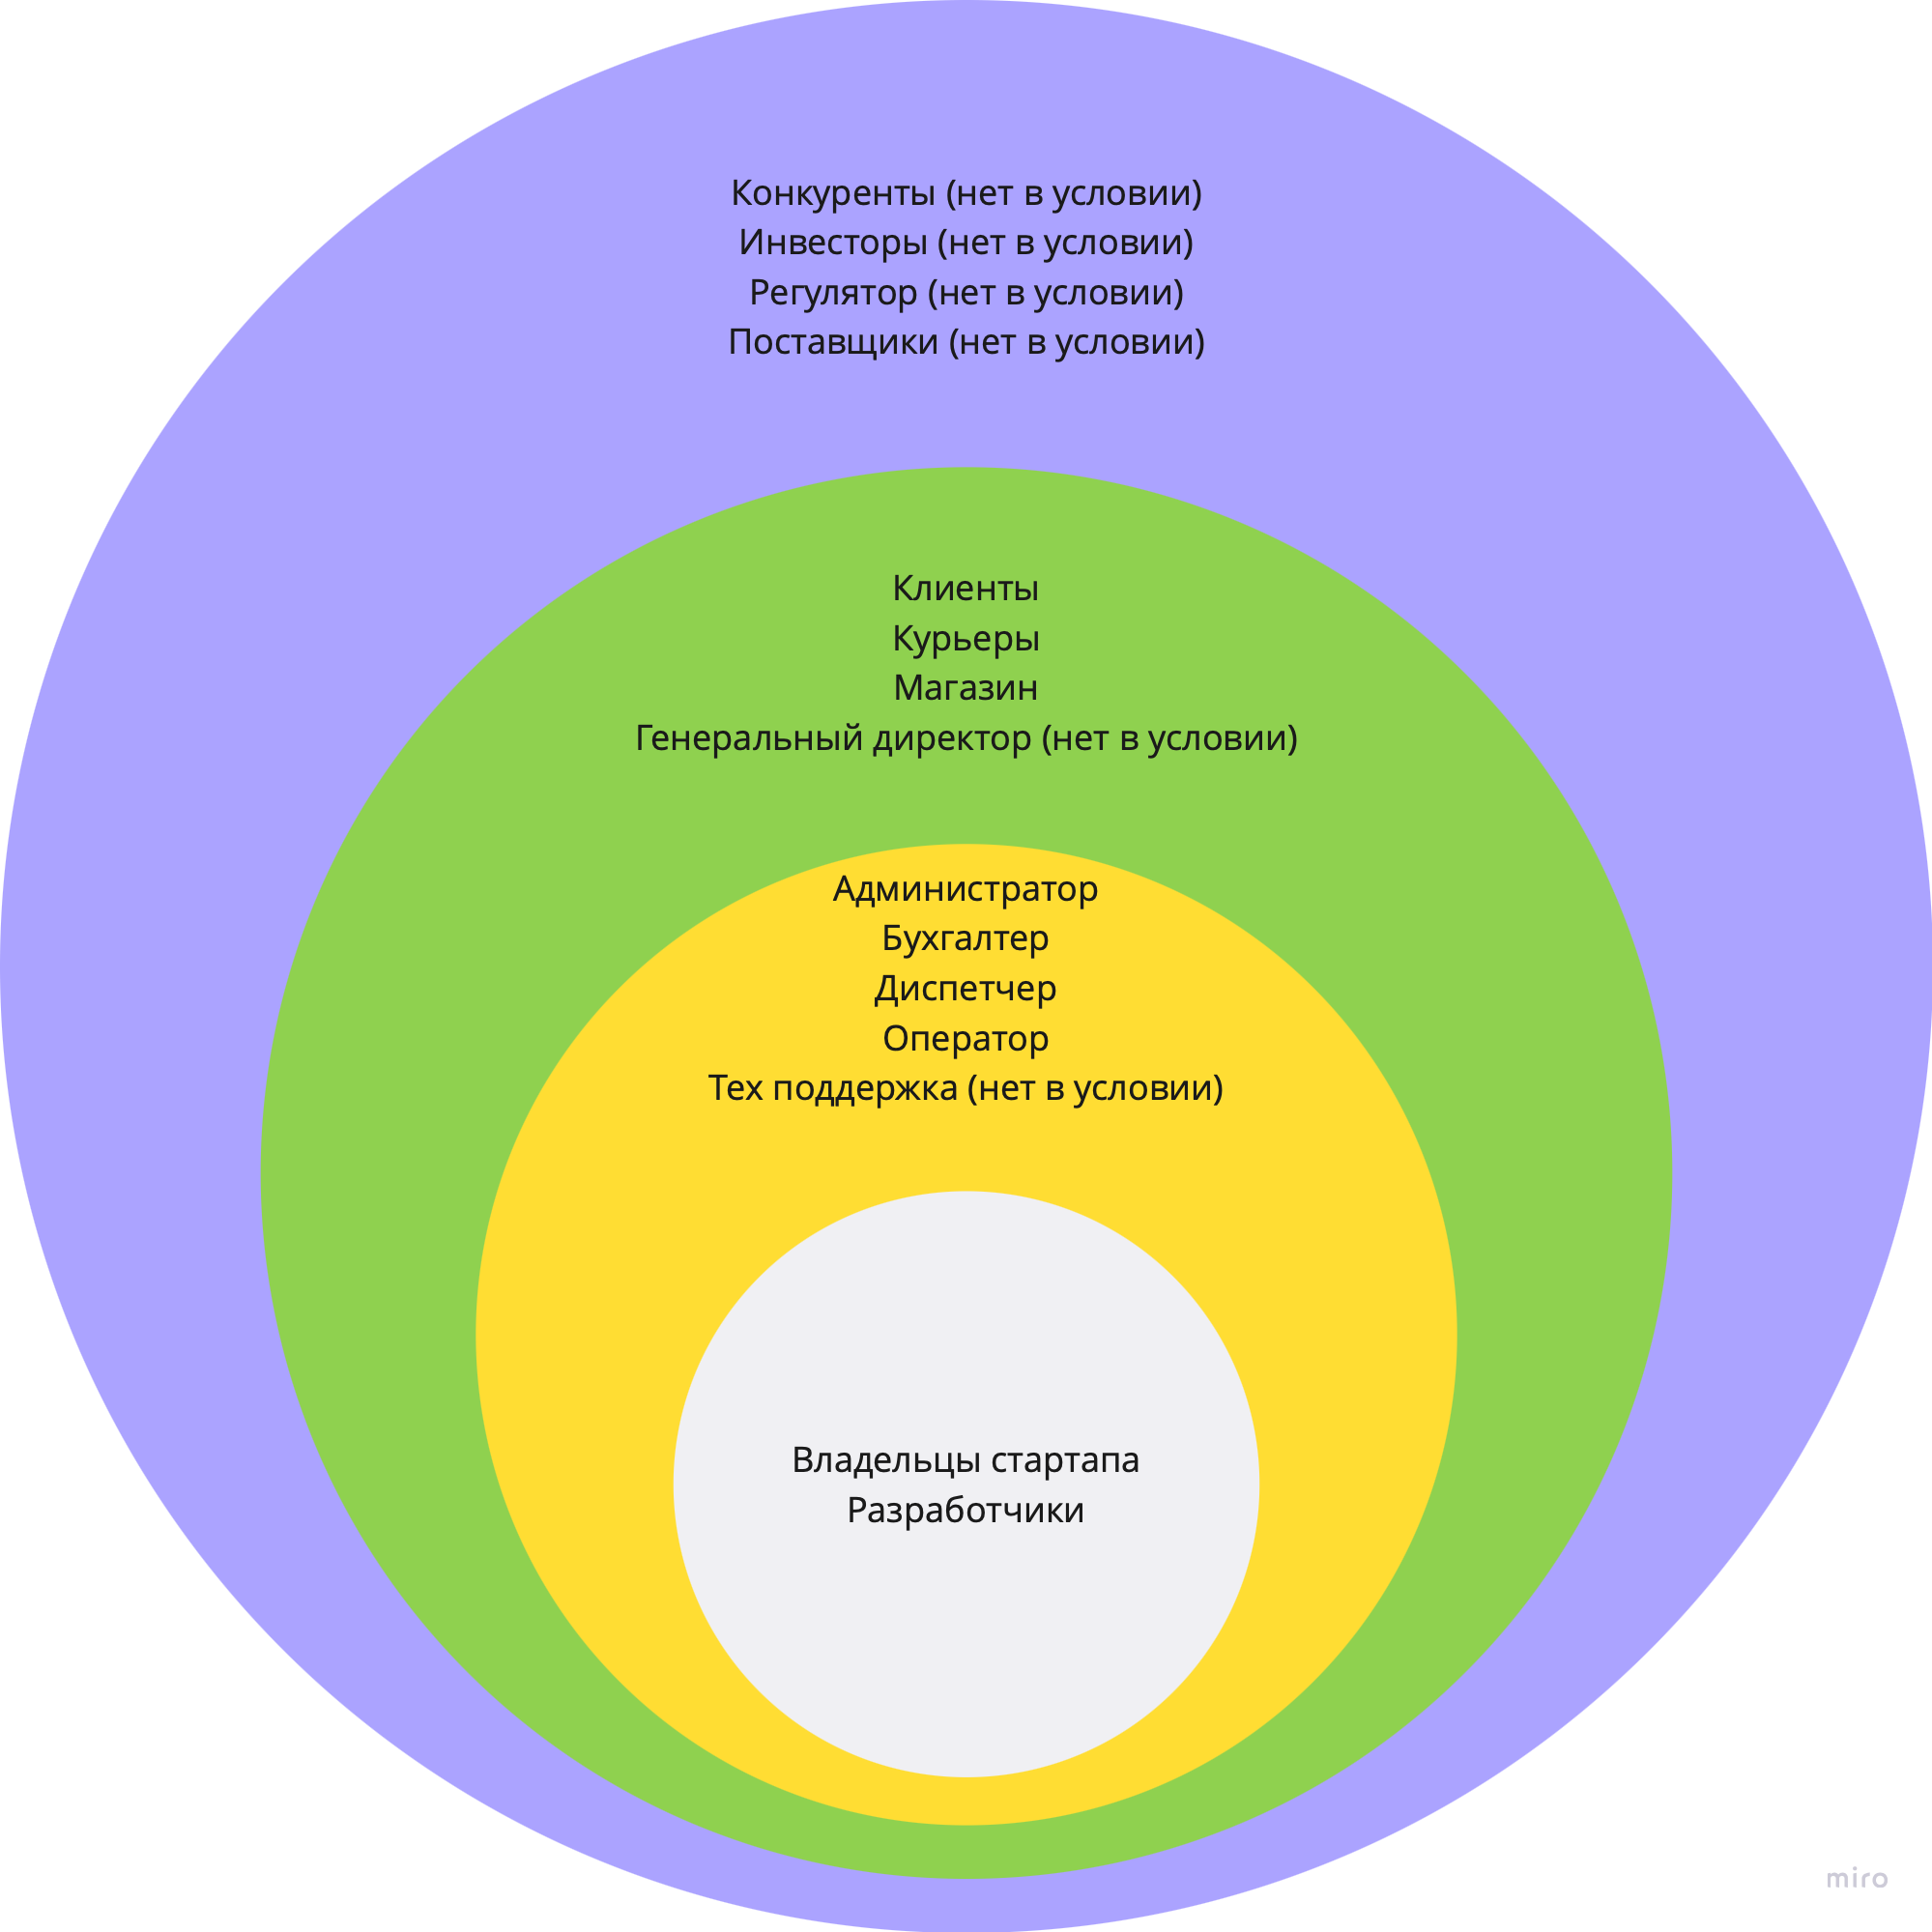 Конкуренты (нет в условии)
Инвесторы (нет в условии)
Регулятор (нет в условии)
Поставщики (нет в условии)
Клиенты
Курьеры
Магазин
Генеральный директор (нет в условии)
Администратор
Бухгалтер
Диспетчер
Оператор
Тех поддержка (нет в условии)
Владельцы стартапа
Разработчики
miro